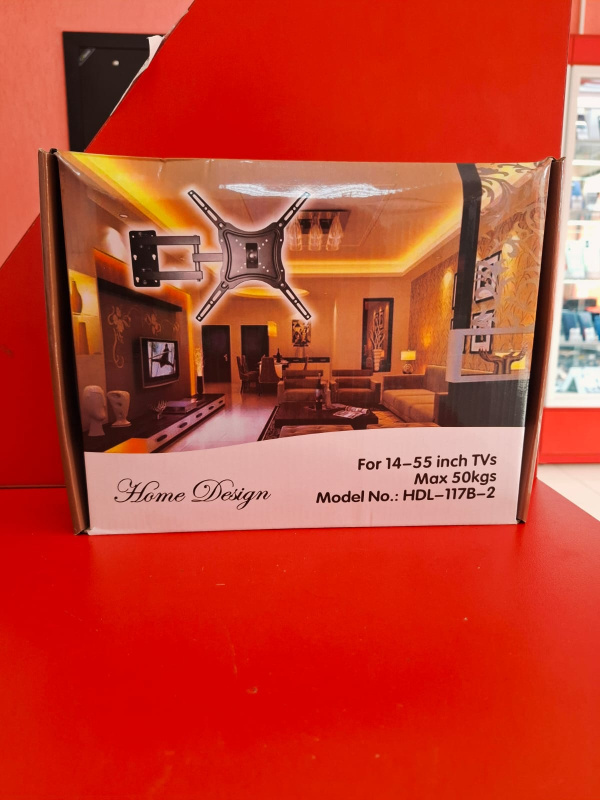 Home Design
For 14–55 inch TVs
Max 50kgs
Model No.: HDL–117B–2